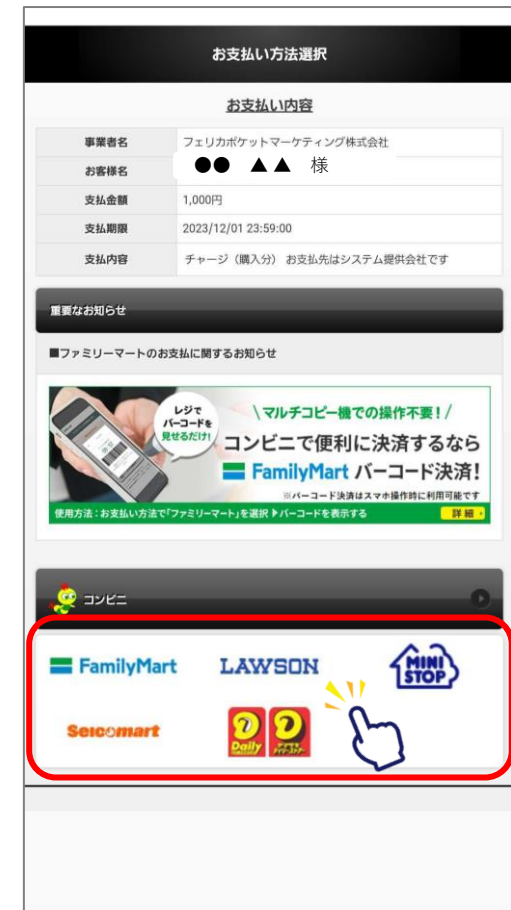 お支払い方法選択
お支払い内容
事業者名 フェリカポケットマーケティング株式会社
お客様名 ●● ▲▲ 様
支払金額 1,000円
支払期限 2023/12/01 23:59:00
支払内容 チャージ（購入分） お支払先はシステム提供会社です
重要なお知らせ
■ファミリーマートのお支払に関するお知らせ
レジで
バーコードを
見せるだけ!
\マルチコピー機での操作不要!/
コンビニで便利に決済するなら
FamilyMart バーコード決済!
※バーコード決済はスマホ操作時に利用可能です
使用方法：お支払い方法で「ファミリーマート」を選択▶バーコードを表示する
詳細
コンビニ
FamilyMart
LAWSON
MINI
STOP
Seicomart
Daily